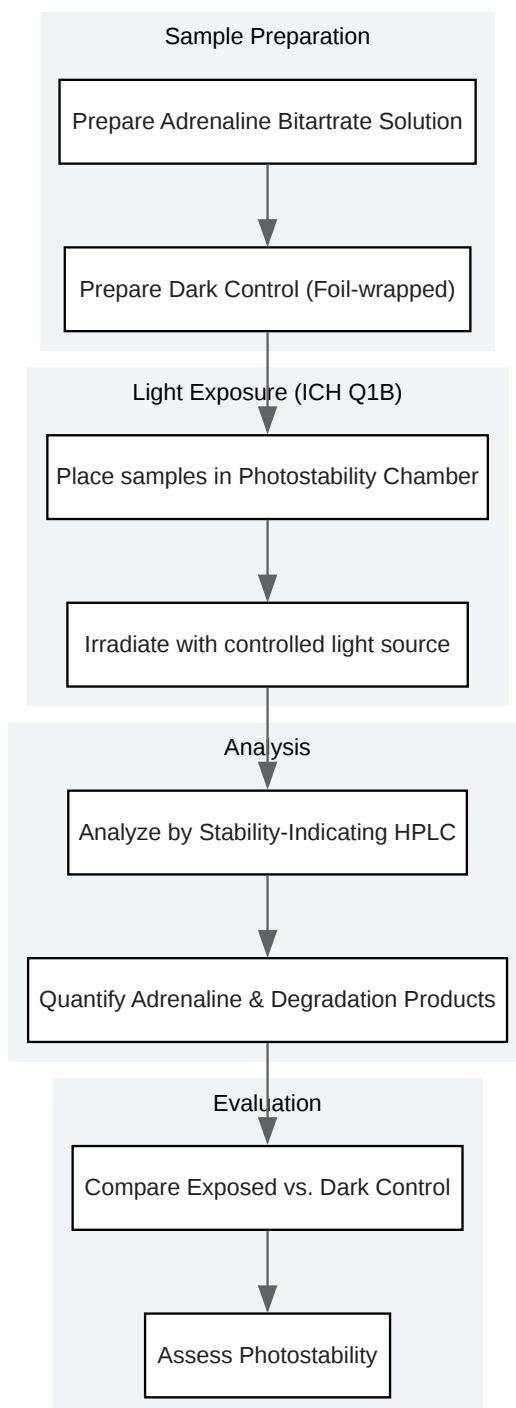 Sample Preparation
Prepare Adrenaline Bitartrate Solution
Prepare Dark Control (Foil-wrapped)
Light Exposure (ICH Q1B)
Place samples in Photostability Chamber
Irradiate with controlled light source
Analysis
Analyze by Stability-Indicating HPLC
Quantify Adrenaline & Degradation Products
Evaluation
Compare Exposed vs. Dark Control
Assess Photostability